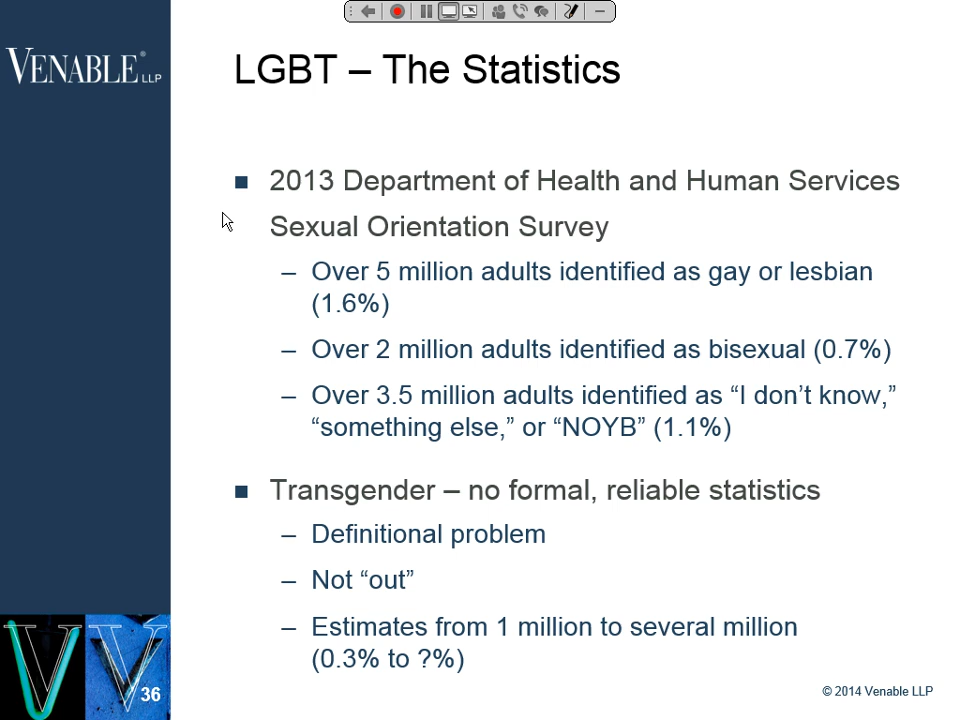 VENABLE® LLP
LGBT – The Statistics
■ 2013 Department of Health and Human Services
Sexual Orientation Survey
– Over 5 million adults identified as gay or lesbian
(1.6%)
– Over 2 million adults identified as bisexual (0.7%)
– Over 3.5 million adults identified as “I don’t know,”
“something else,” or “NOYB” (1.1%)
■ Transgender – no formal, reliable statistics
– Definitional problem
– Not “out”
– Estimates from 1 million to several million
(0.3% to ?%)
36
© 2014 Venable LLP